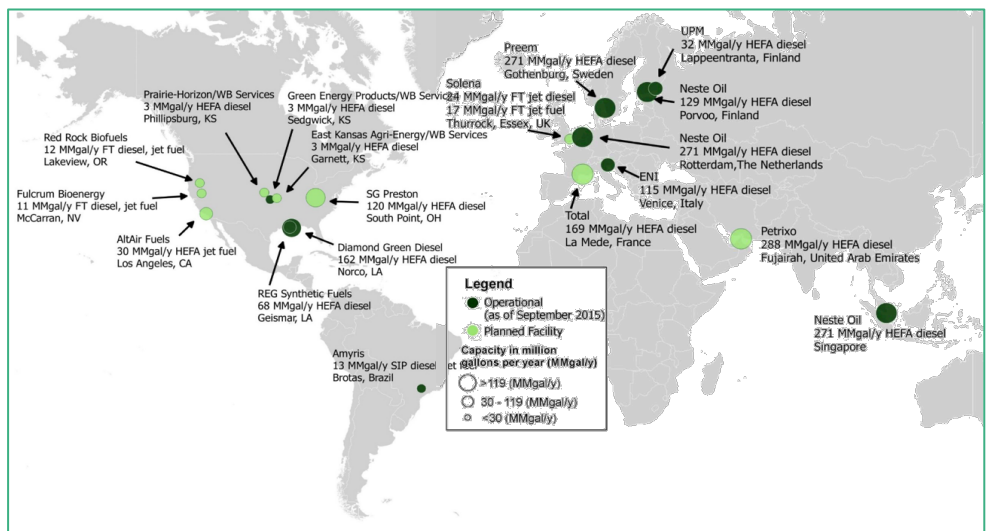 UPM
32 MMgal/y HEFA diesel
Lappeentranta, Finland
Preem
271 MMgal/y HEFA diesel
Gothenburg, Sweden
Solena
24 MMgal/y FT jet diesel
17 MMgal/y FT jet fuel
Thurrock, Essex, UK
Neste Oil
129 MMgal/y HEFA diesel
Porvoo, Finland
Prairie-Horizon/WB Services
3 MMgal/y HEFA diesel
Phillipsburg, KS
Green Energy Products/WB Services
3 MMgal/y HEFA diesel
Sedgwick, KS
East Kansas Agri-Energy/WB Services
3 MMgal/y HEFA diesel
Garnett, KS
Red Rock Biofuels
12 MMgal/y FT diesel, jet fuel
Lakeview, OR
Neste Oil
271 MMgal/y HEFA diesel
Rotterdam,The Netherlands
Fulcrum Bioenergy
11 MMgal/y FT diesel, jet fuel
McCarran, NV
SG Preston
120 MMgal/y HEFA diesel
South Point, OH
ENI
115 MMgal/y HEFA diesel
Venice, Italy
Total
169 MMgal/y HEFA diesel
La Mede, France
AltAir Fuels
30 MMgal/y HEFA jet fuel
Los Angeles, CA
Diamond Green Diesel
162 MMgal/y HEFA diesel
Norco, LA
Petrixo
288 MMgal/y HEFA diesel
Fujairah, United Arab Emirates
REG Synthetic Fuels
68 MMgal/y HEFA diesel
Geismar, LA
Legend
Operational
(as of September 2015)
Planned Facility
Capacity in million
gallons per year (MMgal/y)
>119 (MMgal/y)
30 - 119 (MMgal/y)
<30 (MMgal/y)
Neste Oil
271 MMgal/y HEFA diesel
Singapore
Amyris
13 MMgal/y SIP diesel
Brotas, Brazil